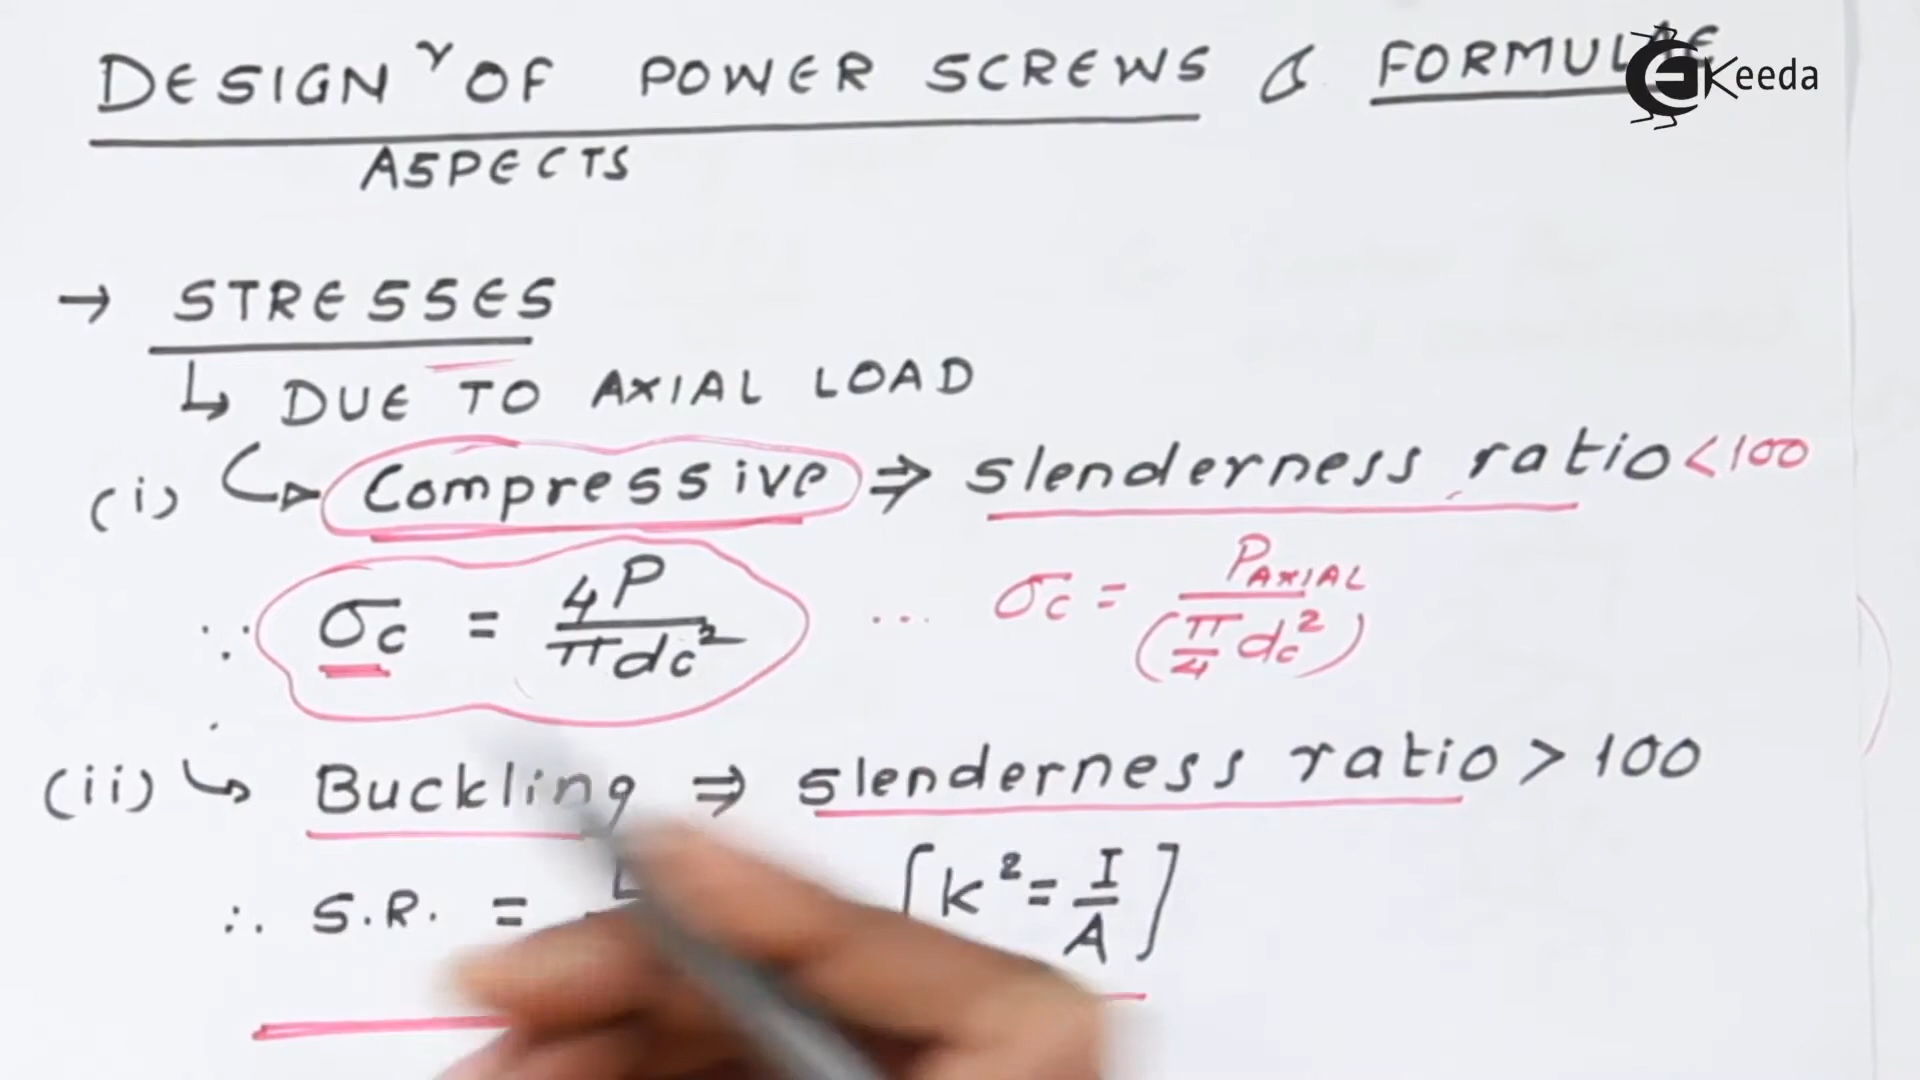 DESIGN OF POWER SCREWS & FORMULAE
ASPECTS
Keeda
→ STRESSES
↳ DUE TO AXIAL LOAD
(i) ↳ Compressive ⇒ slenderness ratio < 100
∴ σc = 4P / πdc² ... σc = P AXIAL / (π/4 dc²)
(ii) ↳ Buckling ⇒ slenderness ratio > 100
∴ S.R. = [k² = I/A]